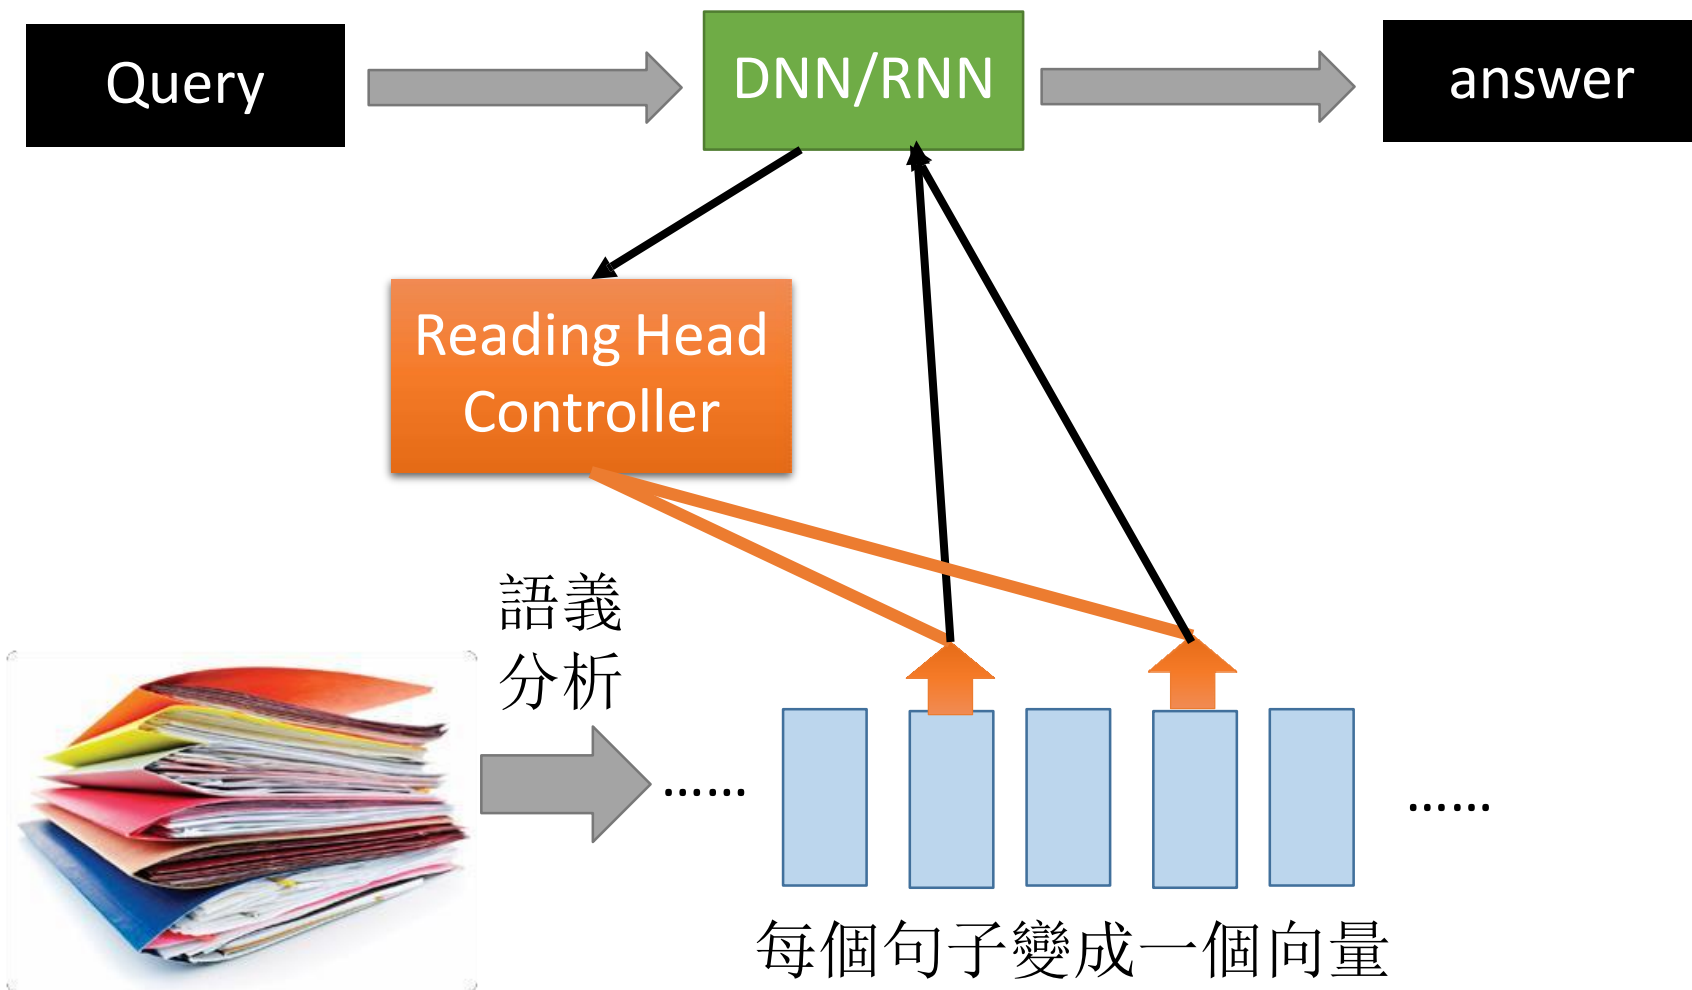 Query
DNN/RNN
answer
Reading Head
Controller
語義
分析
......
......
每個句子變成一個向量